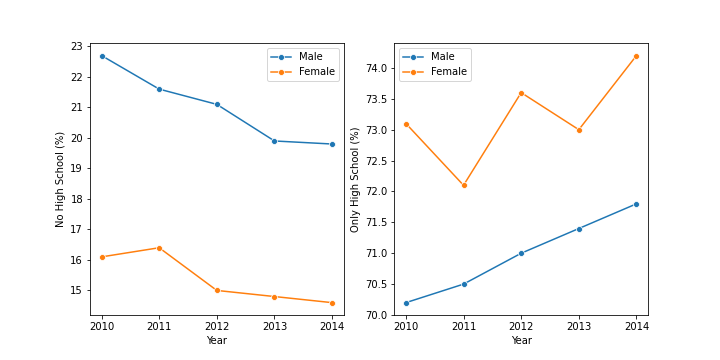 23
22
21
20
19
18
17
16
15
No High School (%)
2010 2011 2012 2013 2014
Year
Male
Female
74.0
73.5
73.0
72.5
72.0
71.5
71.0
70.5
70.0
Only High School (%)
2010 2011 2012 2013 2014
Year
Male
Female